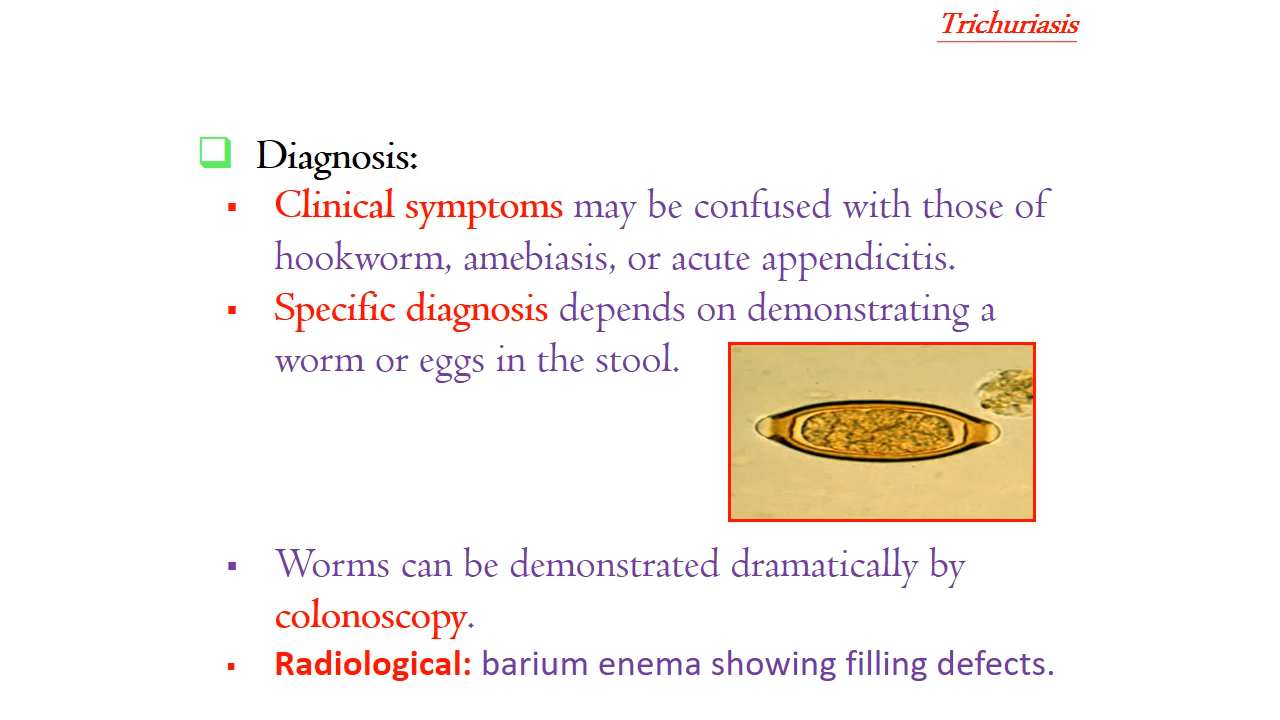 Trichuriasis
Diagnosis:
Clinical symptoms may be confused with those of
hookworm, amebiasis, or acute appendicitis.
Specific diagnosis depends on demonstrating a
worm or eggs in the stool.
Worms can be demonstrated dramatically by
colonoscopy.
Radiological: barium enema showing filling defects.